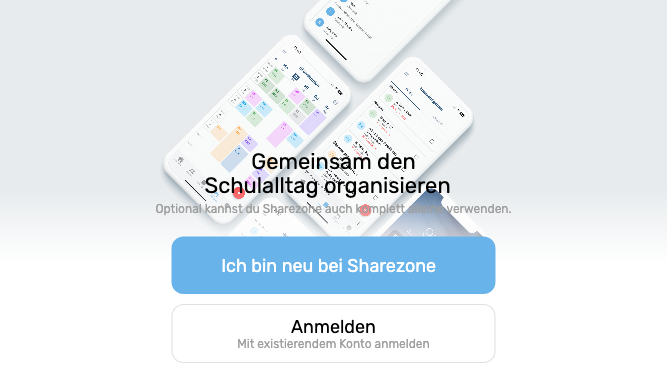 Gemeinsam den
Schulalltag organisieren
Optional kannst du Sharezone auch komplett alleine verwenden.
Ich bin neu bei Sharezone
Anmelden
Mit existierendem Konto anmelden